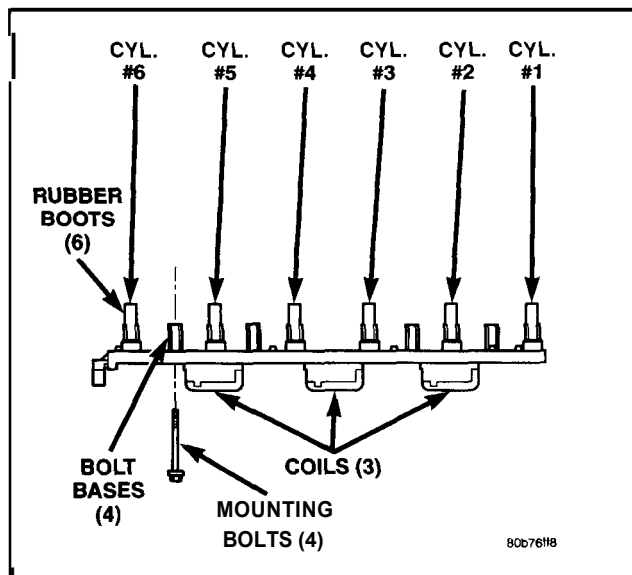 CYL. CYL. CYL. CYL. CYL. CYL.
#6 #5 #4 #3 #2 #1
RUBBER
BOOTS
(6)
BOLT
BASES
(4)
COILS (3)
MOUNTING
BOLTS (4)
80b76ff8